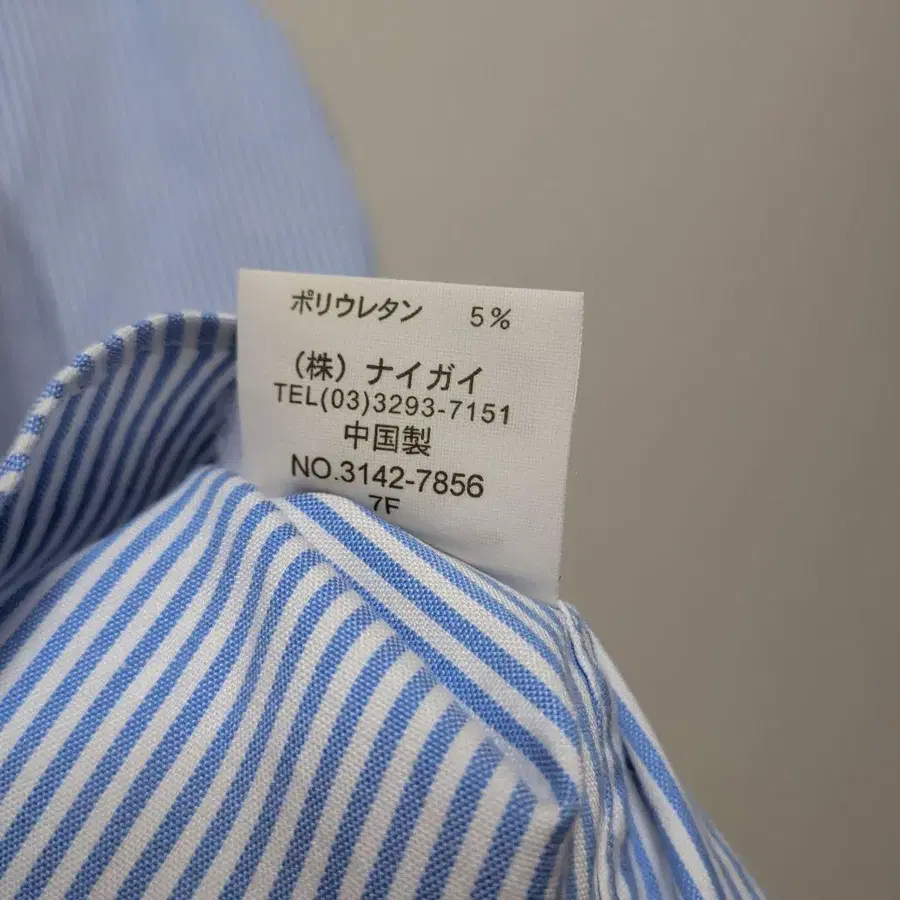 ポリウレタン 5%
(株) ナイガイ
TEL(03)3293-7151
中国製
NO.3142-7856
7F